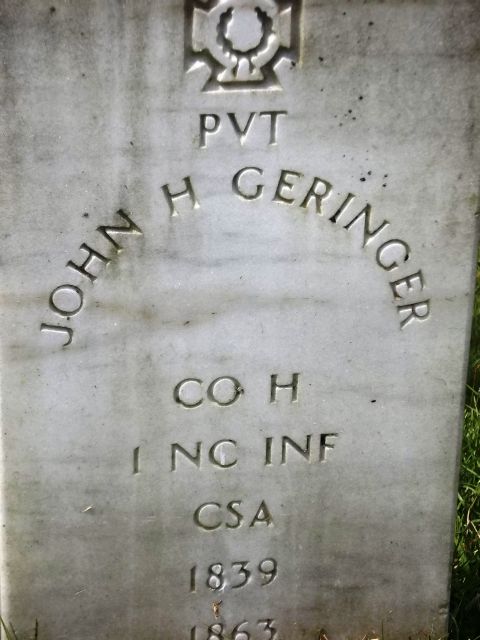 PVT
JOHN H GERINGER
CO H
1 NC INF
CSA
1839
1863